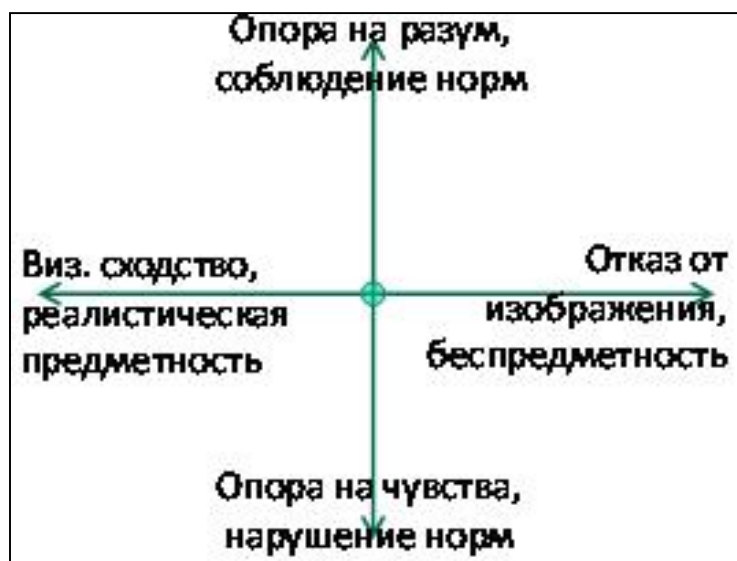 Опора на разум,
соблюдение норм
Виз. сходство,
реалистическая
предметность
Отказ от
изображения,
беспредметность
Опора на чувства,
нарушение норм